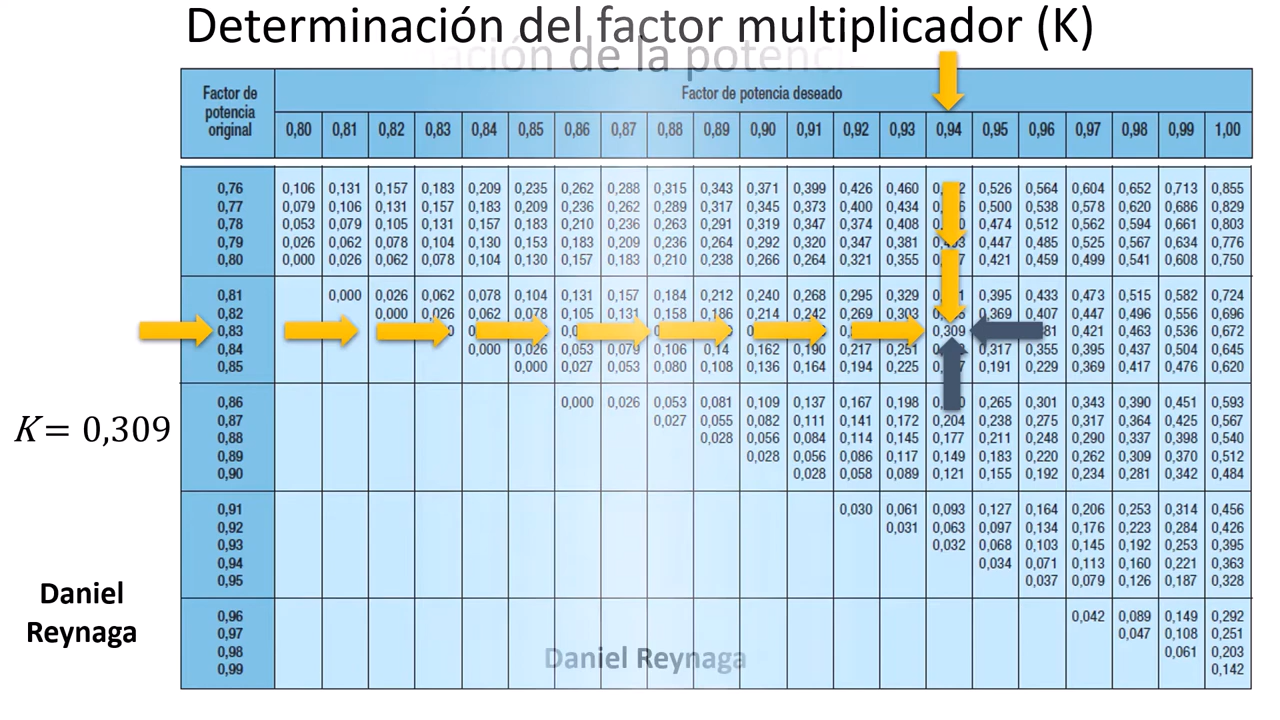 Determinación del factor multiplicador (K)
ación de la potenci
Factor de potencia original
Factor de potencia deseado
0,80 0,81 0,82 0,83 0,84 0,85 0,86 0,87 0,88 0,89 0,90 0,91 0,92 0,93 0,94 0,95 0,96 0,97 0,98 0,99 1,00
0,76 0,106 0,131 0,157 0,183 0,209 0,235 0,262 0,288 0,315 0,343 0,371 0,399 0,426 0,460 0,526 0,564 0,604 0,652 0,713 0,855
0,77 0,079 0,106 0,131 0,157 0,183 0,209 0,236 0,262 0,289 0,317 0,345 0,373 0,400 0,434 0,500 0,538 0,578 0,620 0,686 0,829
0,78 0,053 0,079 0,105 0,131 0,157 0,183 0,210 0,236 0,263 0,291 0,319 0,347 0,374 0,408 0,474 0,512 0,562 0,594 0,661 0,803
0,79 0,026 0,062 0,078 0,104 0,130 0,153 0,183 0,209 0,236 0,264 0,292 0,320 0,347 0,381 0,447 0,485 0,525 0,567 0,634 0,776
0,80 0,000 0,026 0,062 0,078 0,104 0,130 0,157 0,183 0,210 0,238 0,266 0,264 0,321 0,355 0,421 0,459 0,499 0,541 0,608 0,750
0,81 0,000 0,026 0,062 0,078 0,104 0,131 0,157 0,184 0,212 0,240 0,268 0,295 0,329 0,395 0,433 0,473 0,515 0,582 0,724
0,82 0,000 0,026 0,062 0,078 0,105 0,131 0,158 0,186 0,214 0,242 0,269 0,303 0,369 0,407 0,447 0,496 0,556 0,696
0,83 0,309 0,421 0,463 0,536 0,672
0,84 0,000 0,026 0,053 0,079 0,106 0,14 0,162 0,190 0,217 0,251 0,317 0,355 0,395 0,437 0,504 0,645
0,85 0,000 0,027 0,053 0,080 0,108 0,136 0,164 0,194 0,225 0,191 0,229 0,369 0,417 0,476 0,620
0,86 0,000 0,026 0,053 0,081 0,109 0,137 0,167 0,198 0,265 0,301 0,343 0,390 0,451 0,593
0,87 0,027 0,055 0,082 0,111 0,141 0,172 0,204 0,238 0,275 0,317 0,364 0,425 0,567
0,88 0,028 0,056 0,084 0,114 0,145 0,177 0,211 0,248 0,290 0,337 0,398 0,540
0,89 0,028 0,056 0,086 0,117 0,149 0,183 0,220 0,262 0,309 0,370 0,512
0,90 0,028 0,058 0,089 0,121 0,155 0,192 0,234 0,281 0,342 0,484
0,91 0,030 0,061 0,093 0,127 0,164 0,206 0,253 0,314 0,456
0,92 0,031 0,063 0,097 0,134 0,176 0,223 0,284 0,426
0,93 0,032 0,068 0,103 0,145 0,192 0,253 0,395
0,94 0,034 0,071 0,113 0,160 0,221 0,363
0,95 0,037 0,079 0,126 0,187 0,328
0,96 0,042 0,089 0,149 0,292
0,97 0,047 0,108 0,251
0,98 0,061 0,203
0,99 0,142
K = 0,309
Daniel
Reynaga
Daniel Reynaga